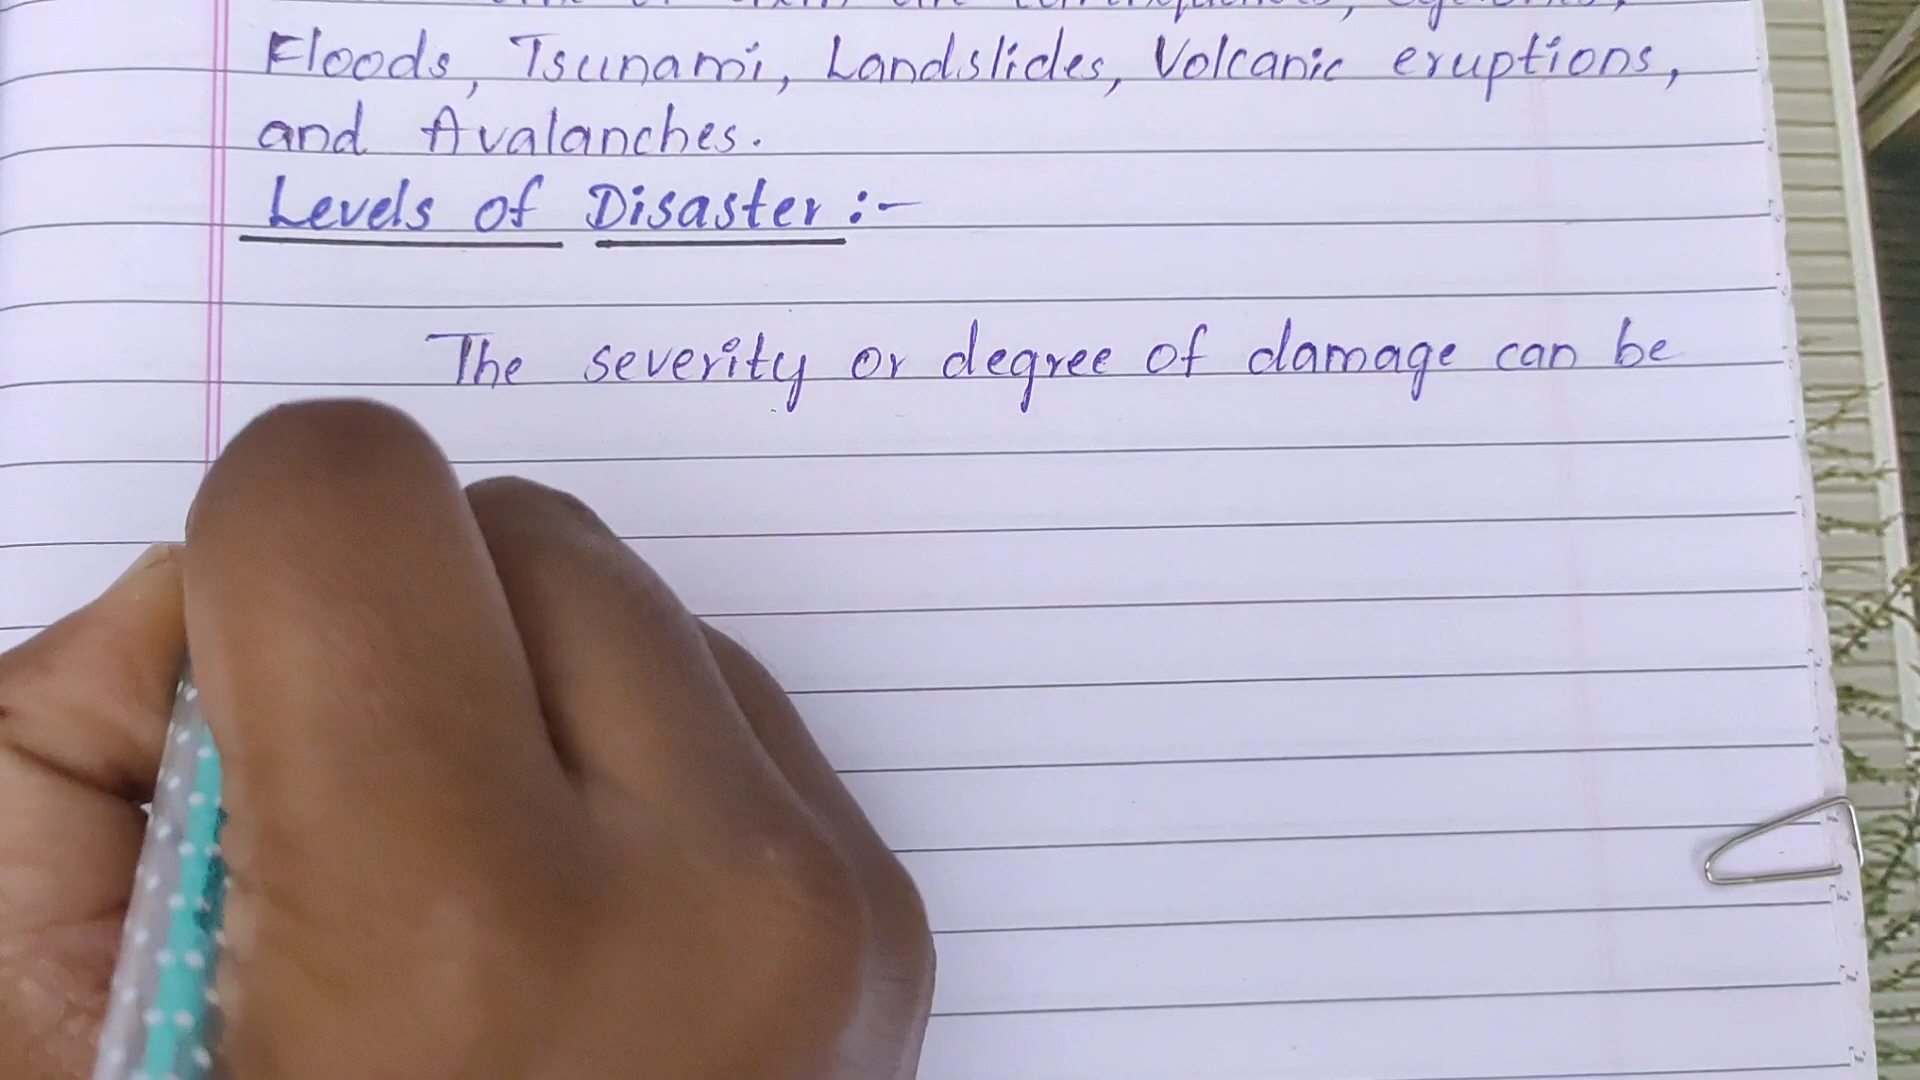 Floods, Tsunami, Landslides, Volcanic eruptions,
and Avalanches.
Levels of Disaster :-
The severity or degree of damage can be